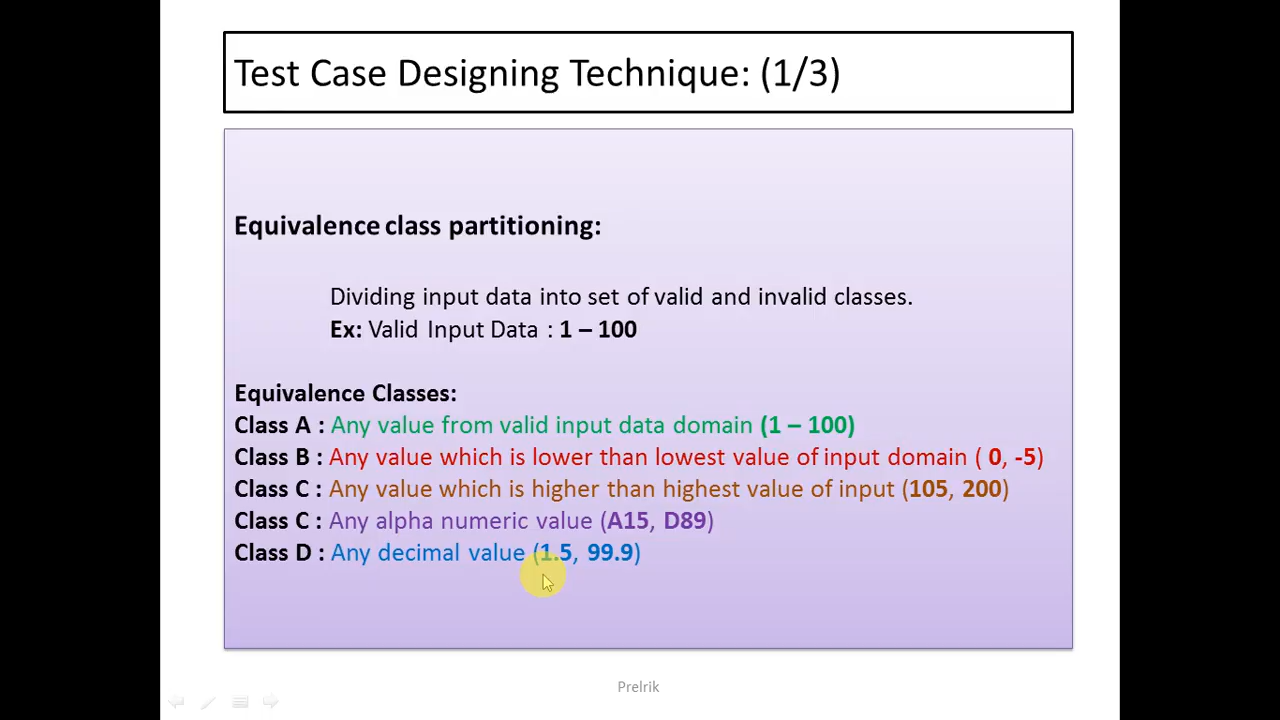 Test Case Designing Technique: (1/3)
Equivalence class partitioning:
Dividing input data into set of valid and invalid classes.
Ex: Valid Input Data : 1 – 100
Equivalence Classes:
Class A : Any value from valid input data domain (1 – 100)
Class B : Any value which is lower than lowest value of input domain ( 0, -5)
Class C : Any value which is higher than highest value of input (105, 200)
Class C : Any alpha numeric value (A15, D89)
Class D : Any decimal value (1.5, 99.9)
Prelrik